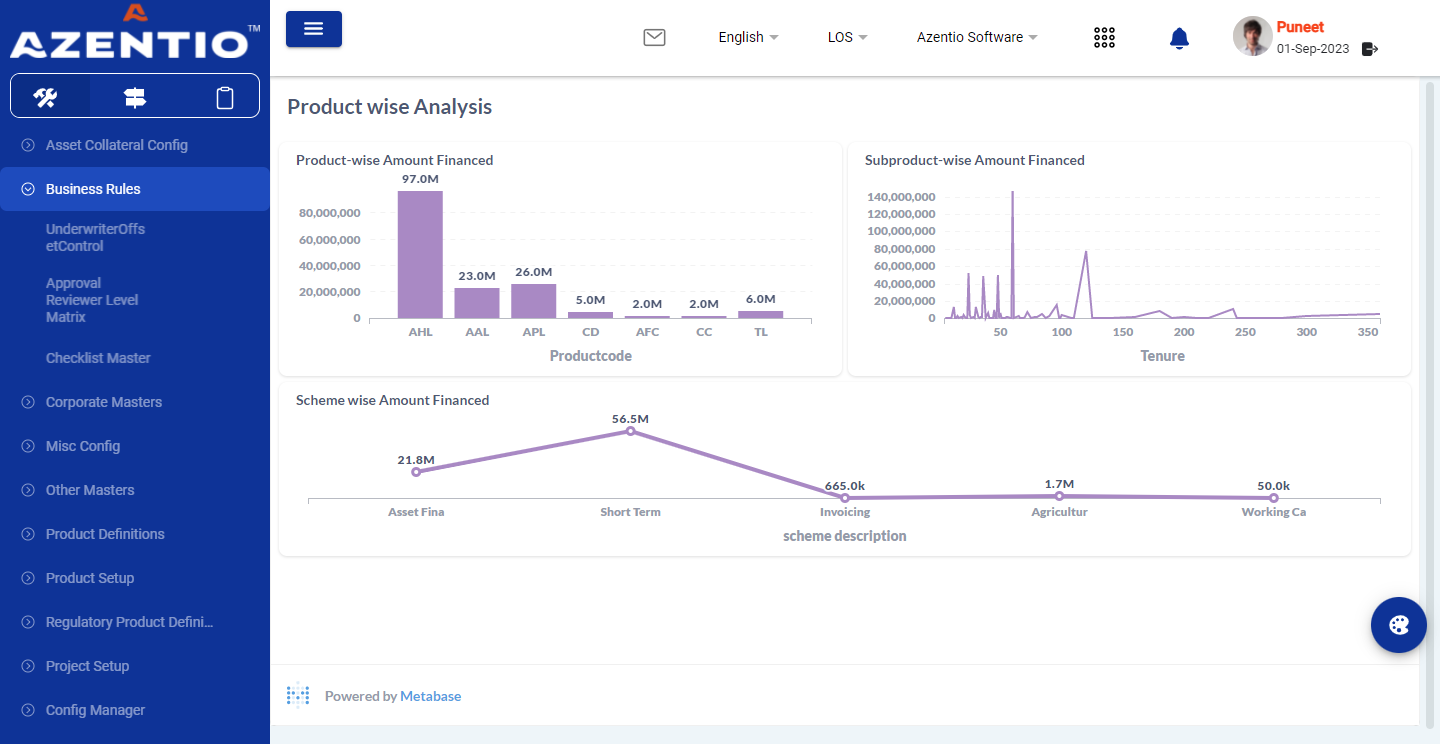 AZENTIO™
English
LOS
Azentio Software
Puneet
01-Sep-2023
Asset Collateral Config
Business Rules
UnderwriterOffs
etControl
Approval
Reviewer Level
Matrix
Checklist Master
Corporate Masters
Misc Config
Other Masters
Product Definitions
Product Setup
Regulatory Product Defini...
Project Setup
Config Manager
Product wise Analysis
Product-wise Amount Financed
97.0M
80,000,000
60,000,000
40,000,000
20,000,000
0
23.0M
26.0M
5.0M
2.0M
2.0M
6.0M
AHL AAL APL CD AFC CC TL
Productcode
Subproduct-wise Amount Financed
140,000,000
120,000,000
100,000,000
80,000,000
60,000,000
40,000,000
20,000,000
0
50 100 150 200 250 300 350
Tenure
Scheme wise Amount Financed
56.5M
21.8M
665.0k
1.7M
50.0k
Asset Fina Short Term Invoicing Agricultur Working Ca
scheme description
Powered by Metabase